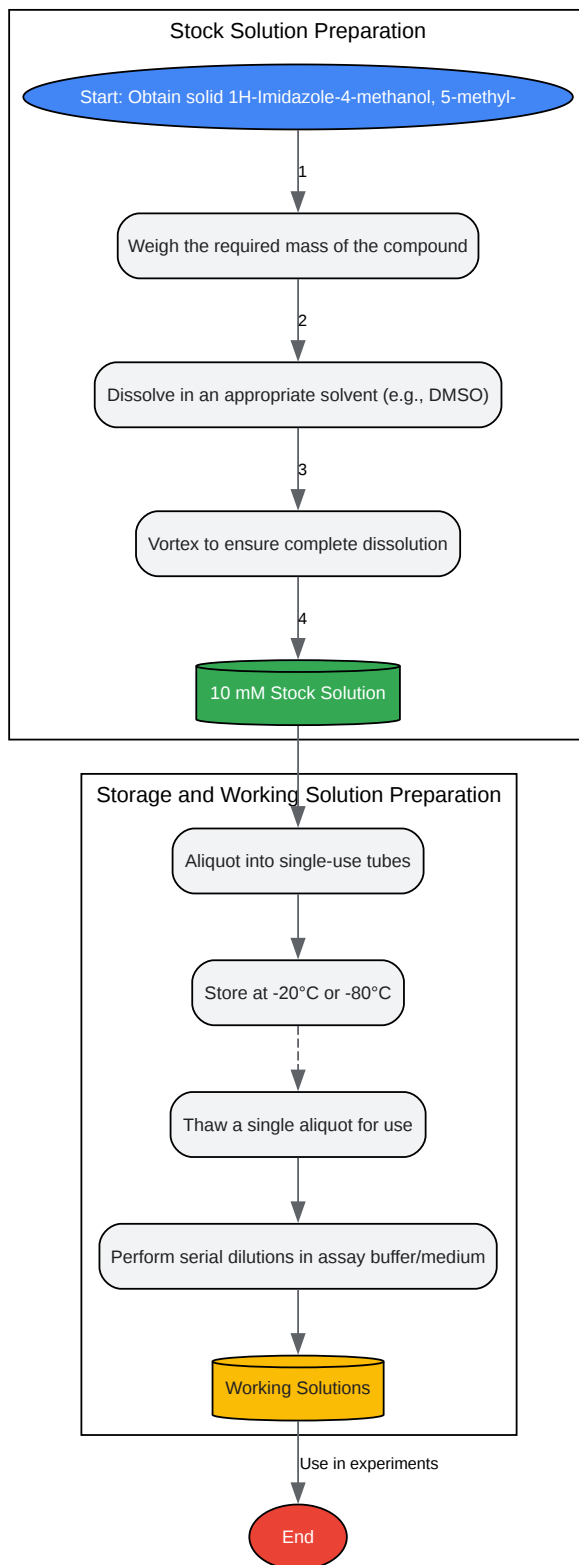 Stock Solution Preparation
Start: Obtain solid 1H-Imidazole-4-methanol, 5-methyl-
1
Weigh the required mass of the compound
2
Dissolve in an appropriate solvent (e.g., DMSO)
3
Vortex to ensure complete dissolution
4
10 mM Stock Solution
Storage and Working Solution Preparation
Aliquot into single-use tubes
Store at -20°C or -80°C
Thaw a single aliquot for use
Perform serial dilutions in assay buffer/medium
Working Solutions
Use in experiments
End